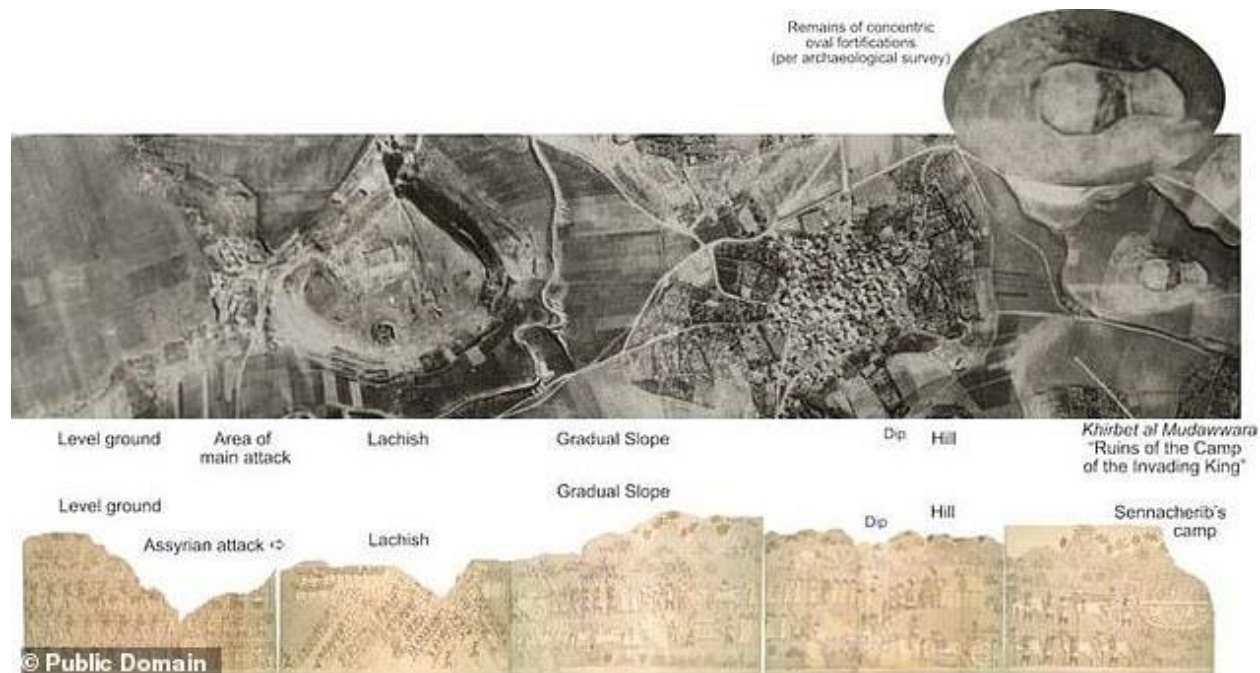 Remains of concentric
oval fortifications
(per archaeological survey)
Level ground
Area of
main attack
Lachish
Gradual Slope
Dip
Hill
Khirbet al Mudawwara
"Ruins of the Camp
of the Invading King"
Level ground
Assyrian attack ➪
Lachish
Gradual Slope
Dip
Hill
Sennacherib's
camp
© Public Domain